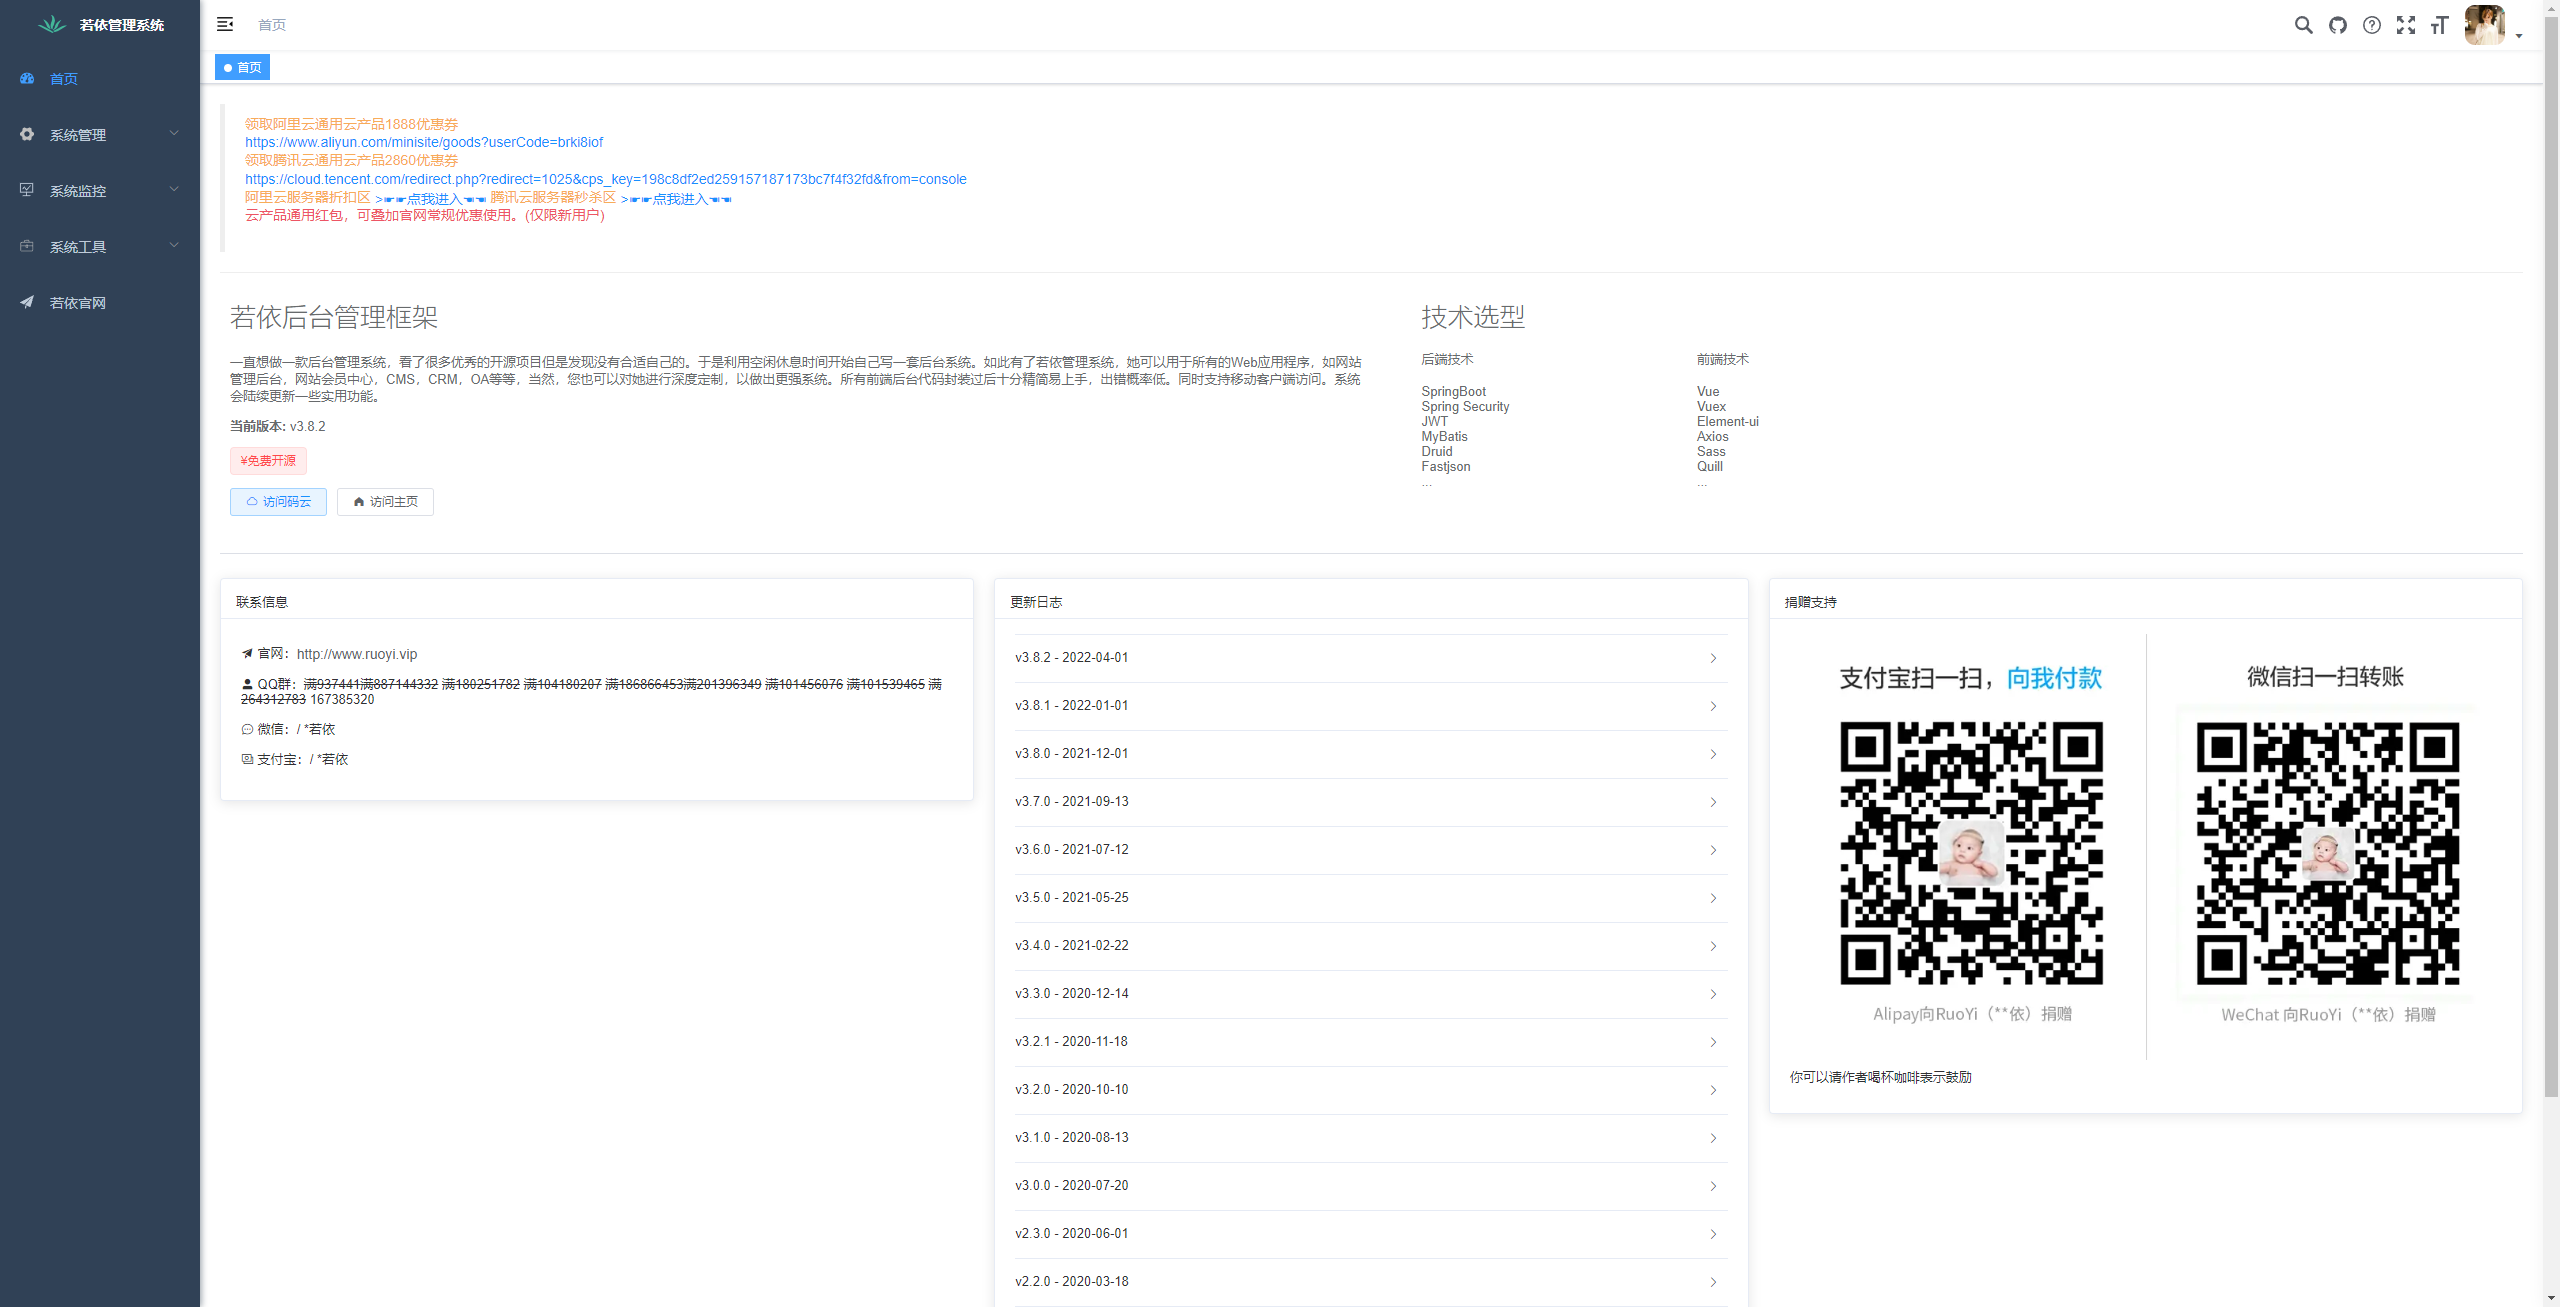 若依管理系统
首页
系统管理
系统监控
系统工具
若依官网
首页
首页
领取阿里云通用云产品1888优惠券
https://www.aliyun.com/minisite/goods?userCode=brki8iof
领取腾讯云通用云产品2860优惠券
https://cloud.tencent.com/redirect.php?redirect=1025&cps_key=198c8df2ed259157187173bc7f4f32fd&from=console
阿里云服务器折扣区 >☛☛点我进入☚☚ 腾讯云服务器秒杀区 >☛☛点我进入☚☚
云产品通用红包，可叠加官网常规优惠使用。(仅限新用户)
若依后台管理框架
一直想做一款后台管理系统，看了很多优秀的开源项目但是发现没有合适自己的。于是利用空闲休息时间开始自己写一套后台系统。如此有了若依管理系统，她可以用于所有的Web应用程序，如网站
管理后台，网站会员中心，CMS，CRM，OA等等，当然，您也可以对她进行深度定制，以做出更强系统。所有前端后台代码封装过后十分精简易上手，出错概率低。同时支持移动客户端访问。系统
会陆续更新一些实用功能。
当前版本: v3.8.2
¥免费开源
访问码云
访问主页
技术选型
后端技术
SpringBoot
Spring Security
JWT
MyBatis
Druid
Fastjson
...
前端技术
Vue
Vuex
Element-ui
Axios
Sass
Quill
...
联系信息
官网：http://www.ruoyi.vip
QQ群：满937441满887144332 满180251782 满104180207 满186866453满201396349 满101456076 满101539465 满
264312783 167385320
微信：/ *若依
支付宝：/ *若依
更新日志
v3.8.2 - 2022-04-01
v3.8.1 - 2022-01-01
v3.8.0 - 2021-12-01
v3.7.0 - 2021-09-13
v3.6.0 - 2021-07-12
v3.5.0 - 2021-05-25
v3.4.0 - 2021-02-22
v3.3.0 - 2020-12-14
v3.2.1 - 2020-11-18
v3.2.0 - 2020-10-10
v3.1.0 - 2020-08-13
v3.0.0 - 2020-07-20
v2.3.0 - 2020-06-01
v2.2.0 - 2020-03-18
捐赠支持
支付宝扫一扫，向我付款
Alipay向RuoYi（**依）捐赠
微信扫一扫转账
WeChat 向RuoYi（**依）捐赠
你可以请作者喝杯咖啡表示鼓励